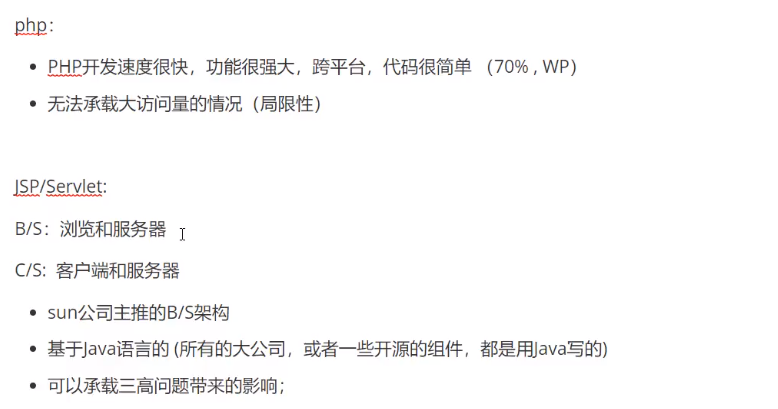 php：
PHP开发速度很快，功能很强大，跨平台，代码很简单 （70% , WP）
无法承载大访问量的情况（局限性）
JSP/Servlet:
B/S：浏览和服务器
C/S:  客户端和服务器
sun公司主推的B/S架构
基于Java语言的 (所有的大公司，或者一些开源的组件，都是用Java写的)
可以承载三高问题带来的影响；